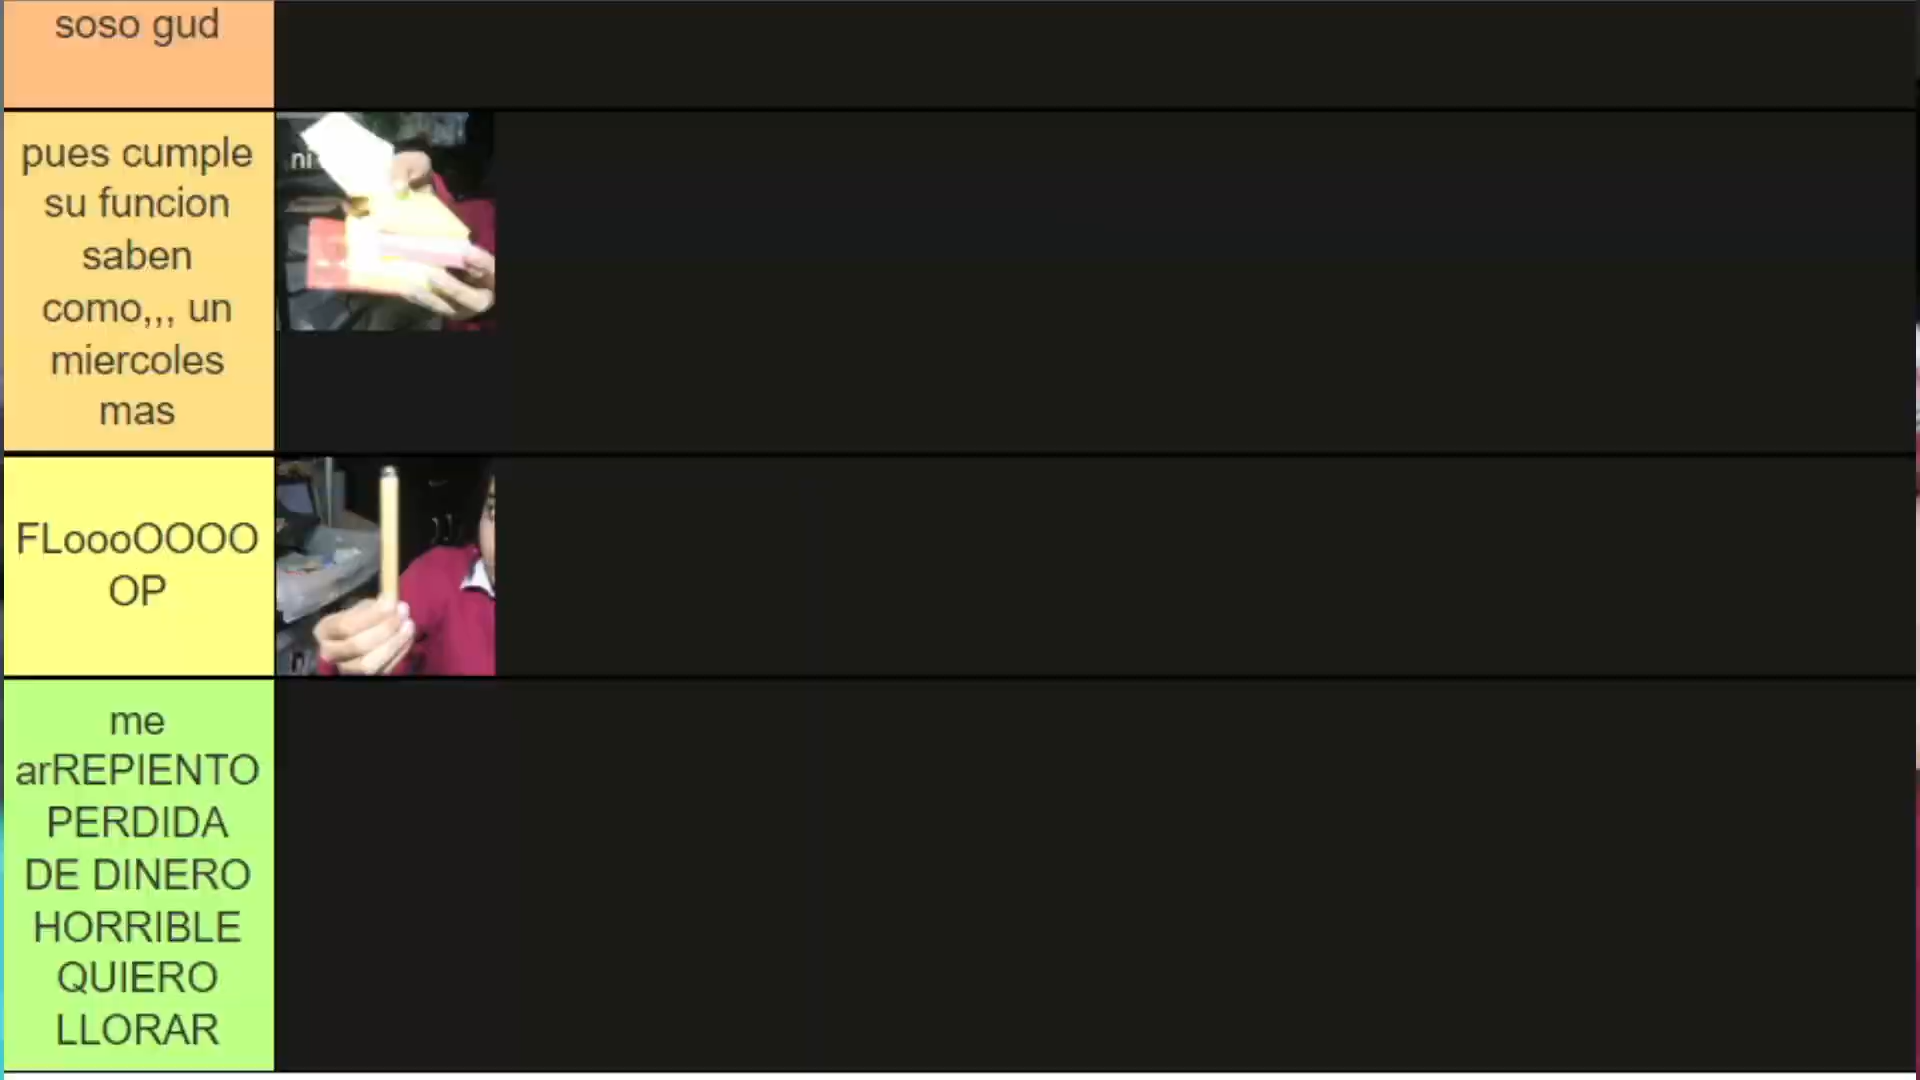 soso gud
pues cumple
su funcion
saben
como,,, un
miercoles
mas
ni
FLoooOOOO
OP
me
arREPIENTO
PERDIDA
DE DINERO
HORRIBLE
QUIERO
LLORAR